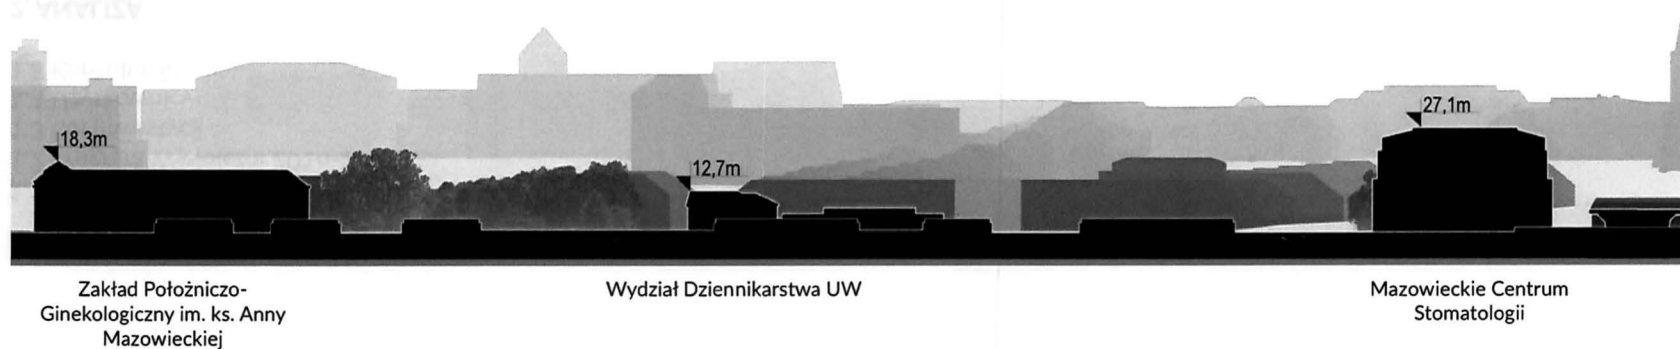 18,3m
12,7m
27,1m
Zakład Położniczo-
Ginekologiczny im. ks. Anny
Mazowieckiej
Wydział Dziennikarstwa UW
Mazowieckie Centrum
Stomatologii